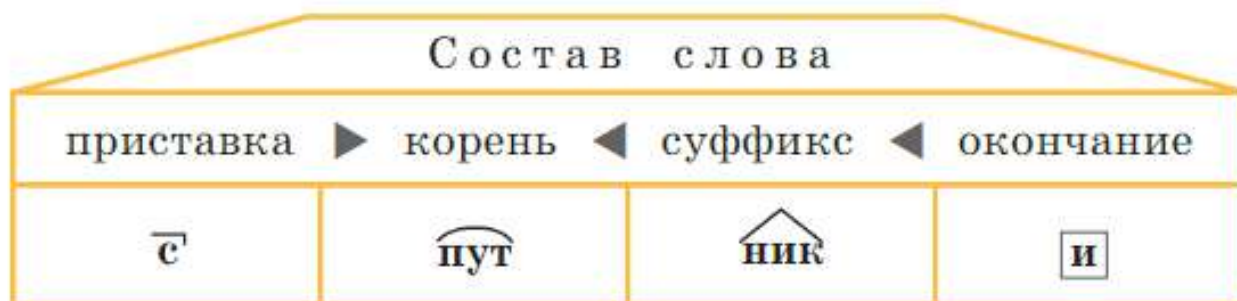 Состав слова
приставка ▶ корень ◀ суффикс ◀ окончание
с пут ник и